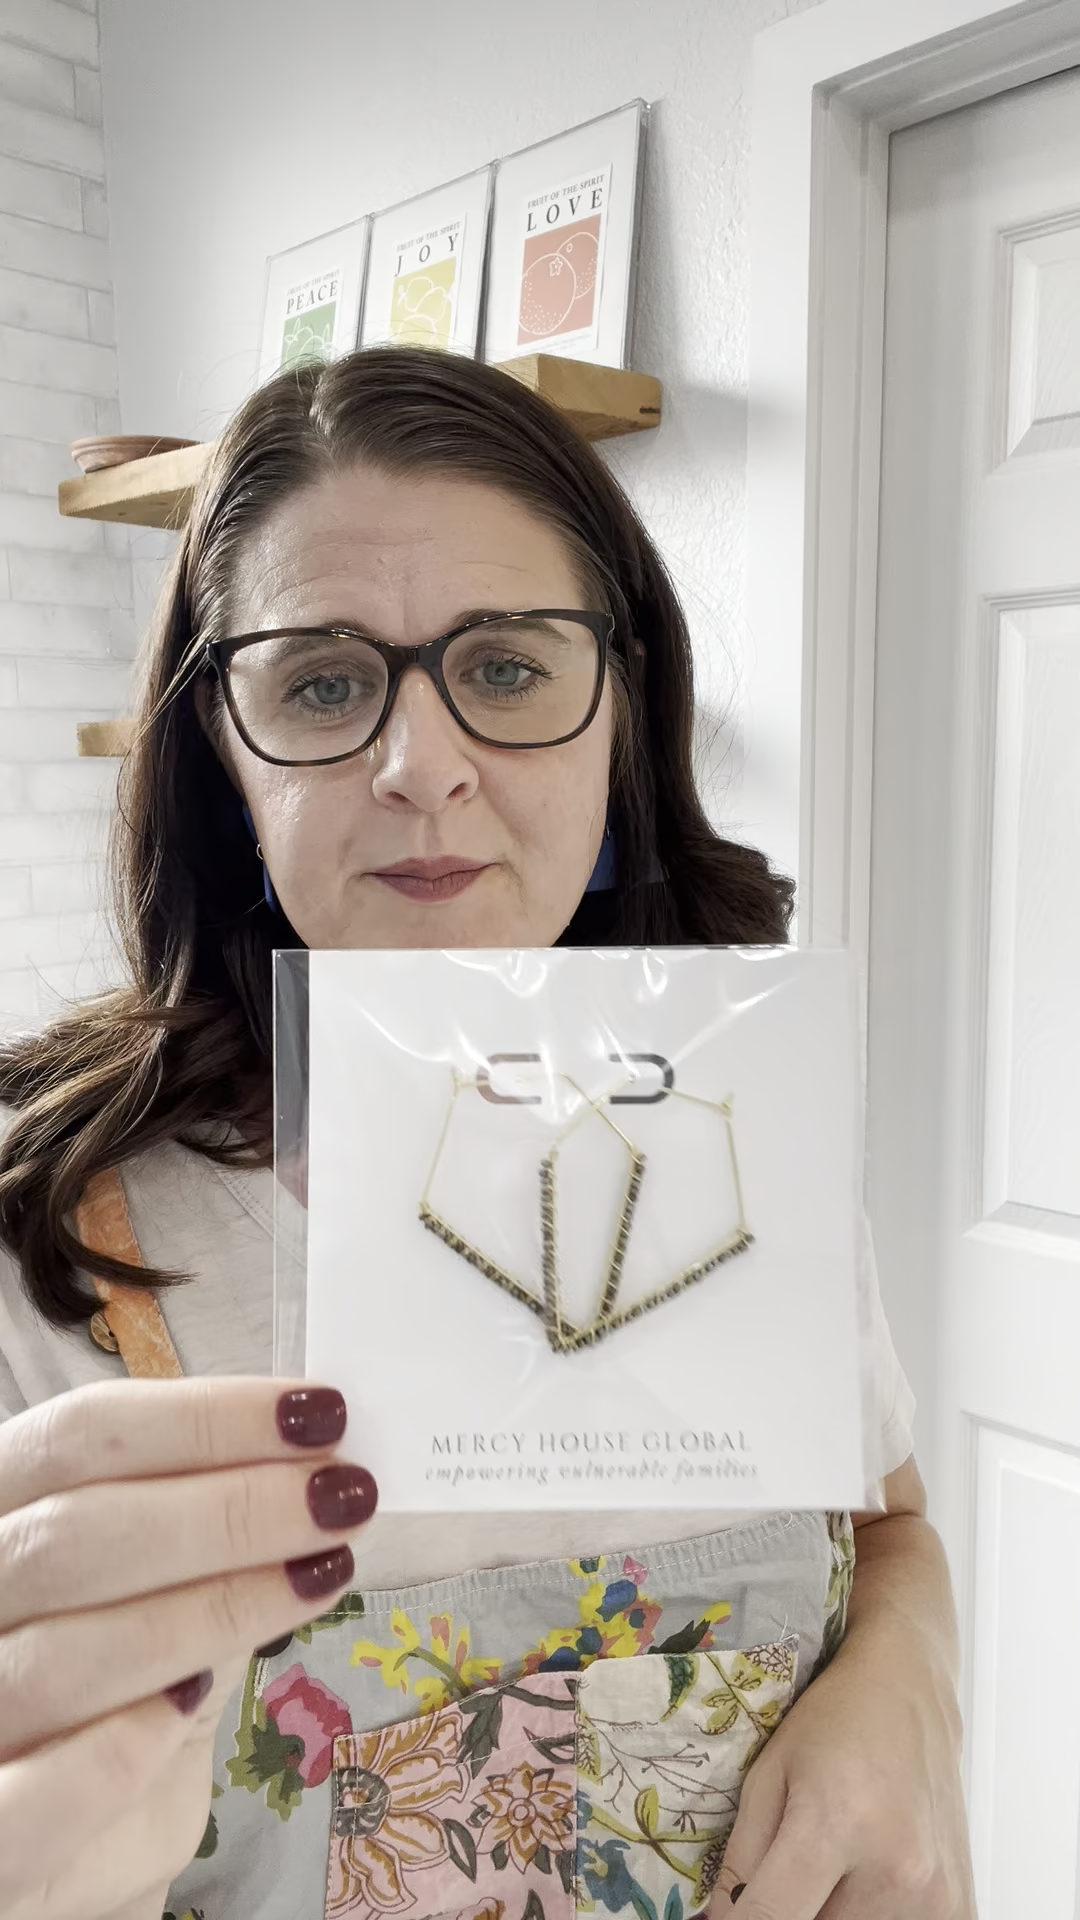 FRUIT OF THE SPIRIT
PEACE
FRUIT OF THE SPIRIT
JOY
FRUIT OF THE SPIRIT
LOVE
MERCY HOUSE GLOBAL
empowering vulnerable families